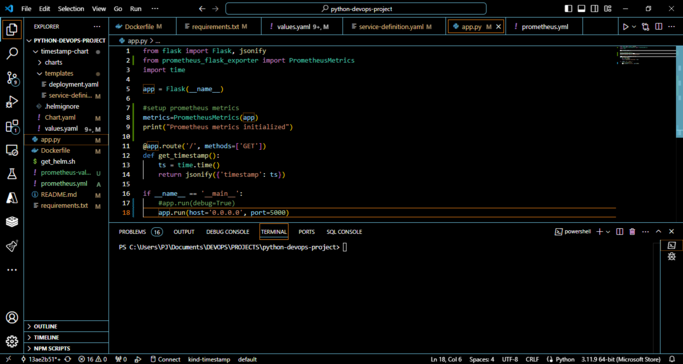 File Edit Selection View Go Run ... python-devops-project
EXPLORER ...
Dockerfile M requirements.txt M values.yaml 9+, M service-definition.yaml M app.py M prometheus.yml
PYTHON-DEVOPS-PROJECT
timestamp-chart
charts
templates
deployment.yaml
service-defini... M
.helmignore
Chart.yaml M
values.yaml 9+, M
app.py M
Dockerfile M
get_helm.sh
prometheus-val... U
prometheus.yml A
README.md M
requirements.txt M
OUTLINE
TIMELINE
NPM SCRIPTS
app.py > ...
1 from flask import Flask, jsonify
2 from prometheus_flask_exporter import PrometheusMetrics
3 import time
4
5 app = Flask(__name__)
6
7 #setup prometheus metrics
8 metrics=PrometheusMetrics(app)
9 print("Prometheus metrics initialized")
10
11 @app.route('/', methods=['GET'])
12 def get_timestamp():
13 ts = time.time()
14 return jsonify({'timestamp': ts})
15
16 if __name__ == '__main__':
17 #app.run(debug=True)
18 app.run(host='0.0.0.0', port=5000)
PROBLEMS 16 OUTPUT DEBUG CONSOLE TERMINAL PORTS SQL CONSOLE powershell
PS C:\Users\PJ\Documents\DEVOPS\PROJECTS\python-devops-project>
13ae2b51*+ 16 0 0 Connect kind-timestamp default Ln 18, Col 6 Spaces: 4 UTF-8 CRLF Python 3.11.9 64-bit (Microsoft Store)